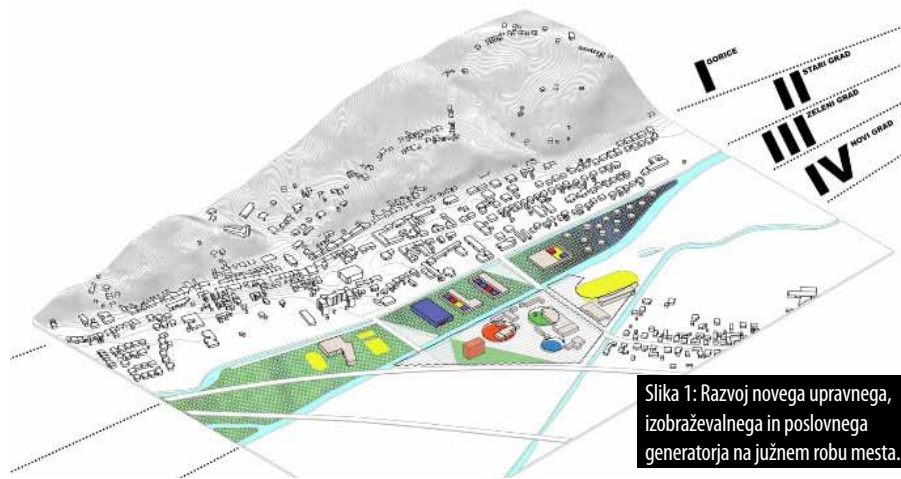 I GORICE
II STARI GRAD
III ZELENI GRAD
IV NOVI GRAD
Slika 1: Razvoj novega upravnega,
izobraževalnega in poslovnega
generatorja na južnem robu mesta.